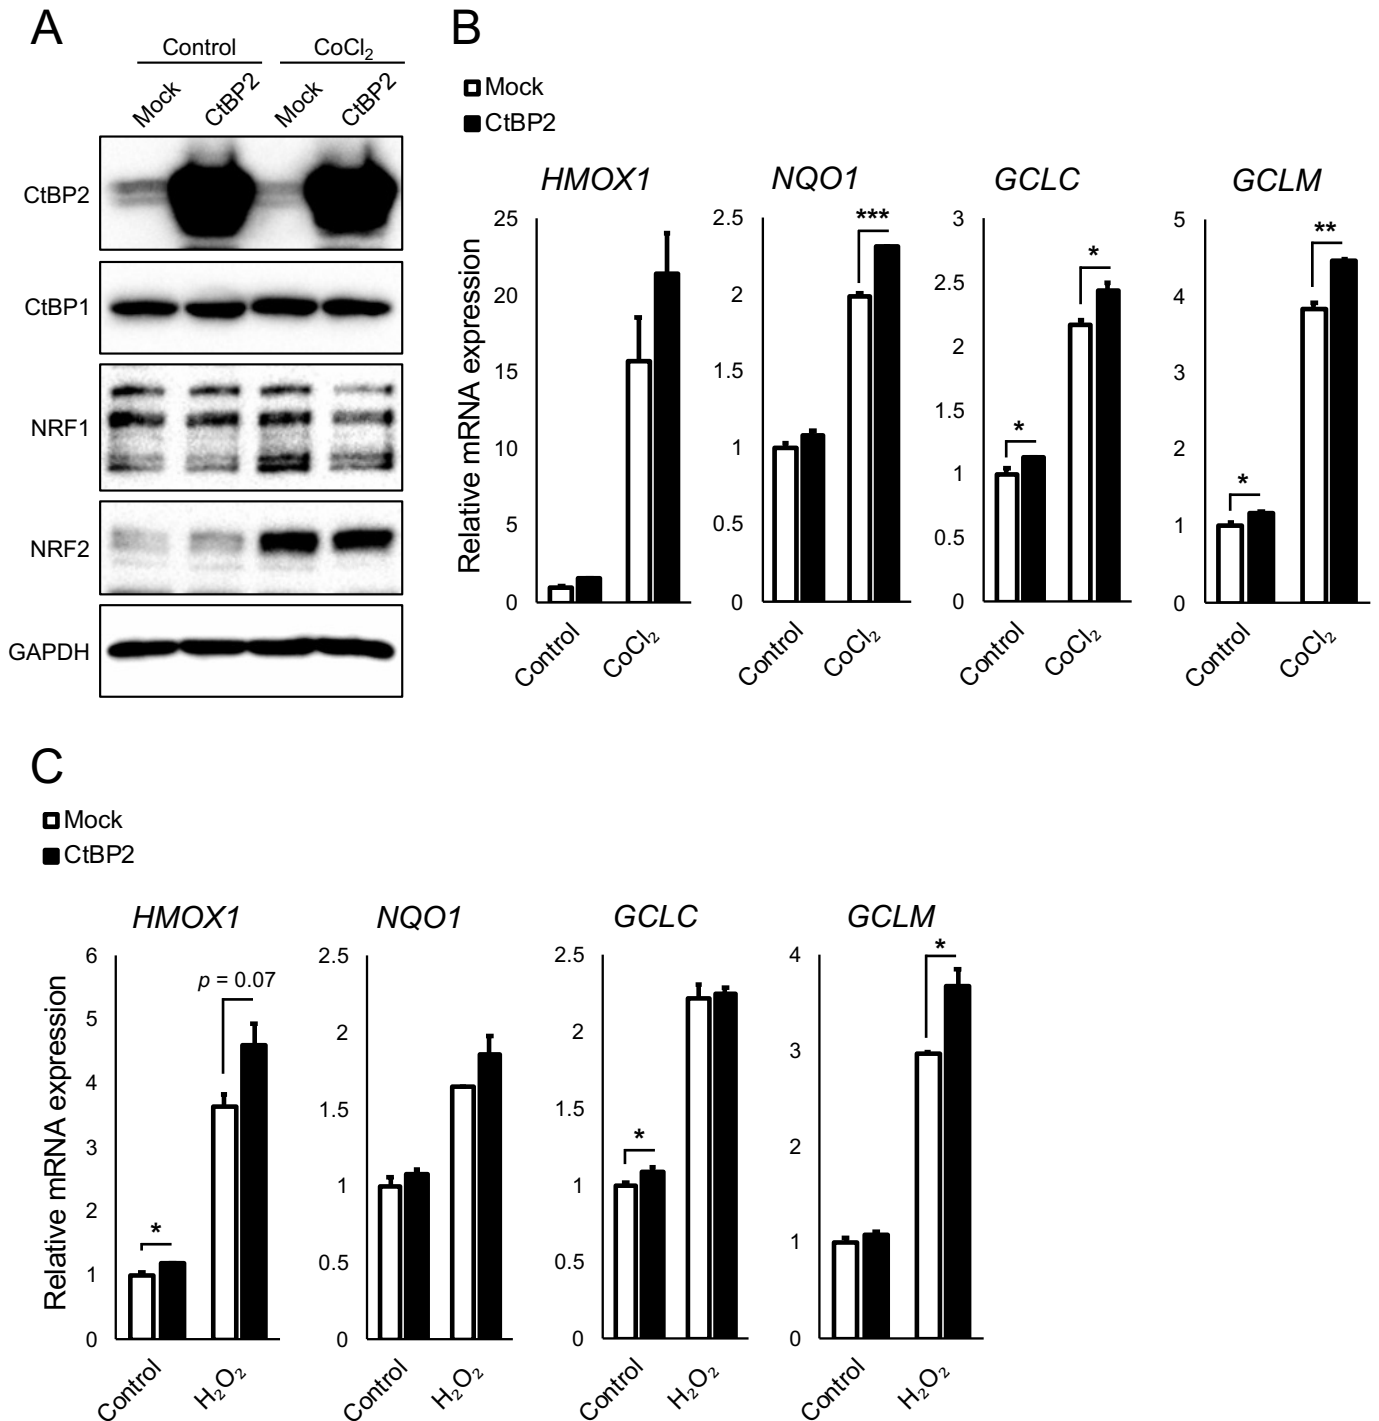 A
Control CoCl₂
Mock CtBP2 Mock CtBP2
CtBP2
CtBP1
NRF1
NRF2
GAPDH
B
Mock
CtBP2
Relative mRNA expression
HMOX1
25
20
15
10
5
0
Control CoCl₂
NQO1
2.5
2
1.5
1
0.5
0
***
Control CoCl₂
GCLC
3
2.5
2
1.5
1
0.5
0
*
*
Control CoCl₂
GCLM
5
4
3
2
1
0
**
*
Control CoCl₂
C
Mock
CtBP2
Relative mRNA expression
HMOX1
6
5
4
3
2
1
0
p = 0.07
*
Control H₂O₂
NQO1
2.5
2
1.5
1
0.5
0
Control H₂O₂
GCLC
2.5
2
1.5
1
0.5
0
*
Control H₂O₂
GCLM
4
3
2
1
0
*
Control H₂O₂